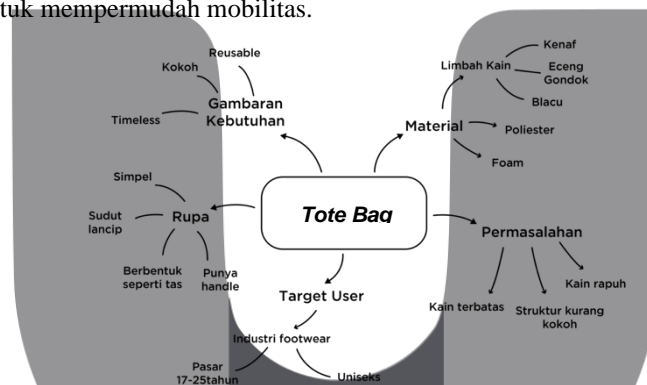 tuk mempermudah mobilitas.
Reusable
Kokoh
Gambaran
Kebutuhan
Timeless
Kenaf
Limbah Kain
Eceng
Gondok
Blacu
Material
Poliester
Foam
Simpel
Sudut
lancip
Rupa
Berbentuk
seperti tas
Punya
handle
Tote Bag
Permasalahan
Kain rapuh
Kain terbatas
Struktur kurang
kokoh
Target User
Industri footwear
Pasar
17-25tahun
Uniseks